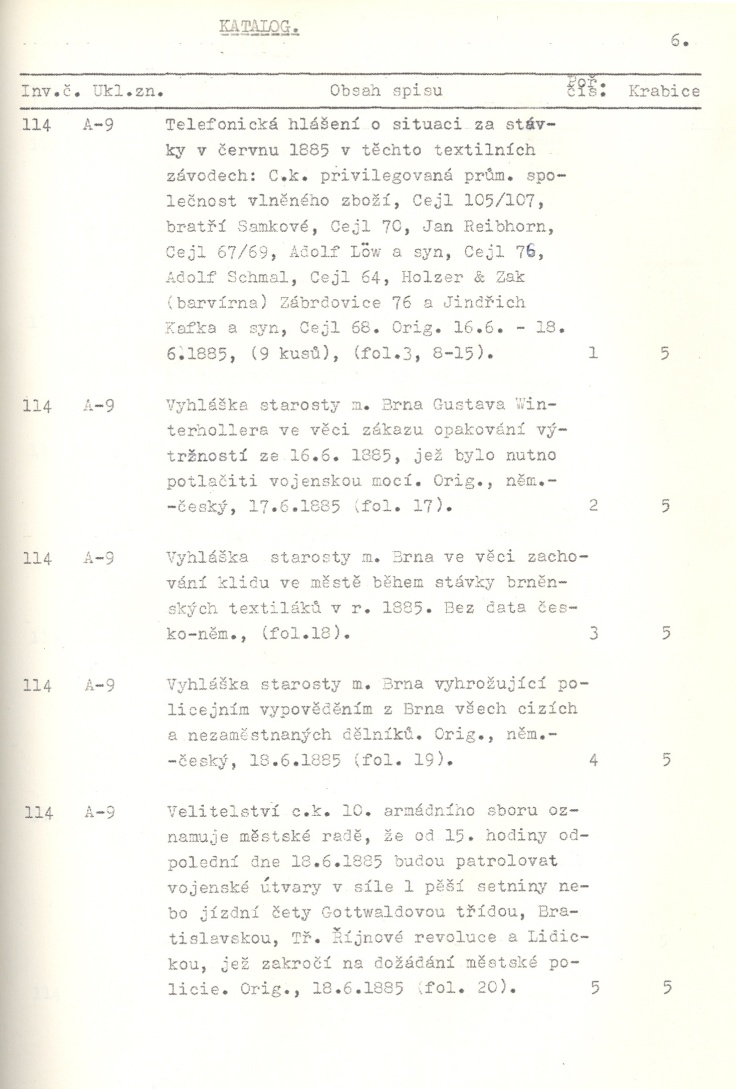 KATALOG.
6.
Inv.č. Ukl.zn. Obsah spisu Poř. čís: Krabice
114 A-9 Telefonická hlášení o situaci za stáv-
ky v červnu 1885 v těchto textilních
závodech: C.k. privilegovaná prům. spo-
lečnost vlněného zboží, Cejl 105/107,
bratří Samkové, Cejl 70, Jan Reibhorn,
Cejl 67/69, Adolf Löw a syn, Cejl 76,
Adolf Schmal, Cejl 64, Holzer & Zak
(barvírna) Zábrdovice 76 a Jindřich
Kafka a syn, Cejl 68. Orig. 16.6. - 18.
6.1885, (9 kusů), (fol.3, 8-15). 1 5
114 A-9 Vyhláška starosty m. Brna Gustava Win-
terhollera ve věci zákazu opakování vý-
tržností ze 16.6. 1885, jež bylo nutno
potlačiti vojenskou mocí. Orig., něm.-
-český, 17.6.1885 (fol. 17). 2 5
114 A-9 Vyhláška starosty m. Brna ve věci zacho-
vání klidu ve městě během stávky brněn-
ských textiláků v r. 1885. Bez data čes-
ko-něm., (fol.18). 3 5
114 A-9 Vyhláška starosty m. Brna vyhrožující po-
licejním vypověděním z Brna všech cizích
a nezaměstnaných dělníků. Orig., něm.-
-český, 18.6.1885 (fol. 19). 4 5
114 A-9 Velitelství c.k. 10. armádního sboru oz-
namuje městské radě, že od 15. hodiny od-
polední dne 18.6.1885 budou patrolovat
vojenské útvary v síle 1 pěší setniny ne-
bo jízdní čety Gottwaldovou třídou, Bra-
tislavskou, Tř. Říjnové revoluce a Lidic-
kou, jež zakročí na dožádání městské po-
licie. Orig., 18.6.1885 (fol. 20). 5 5